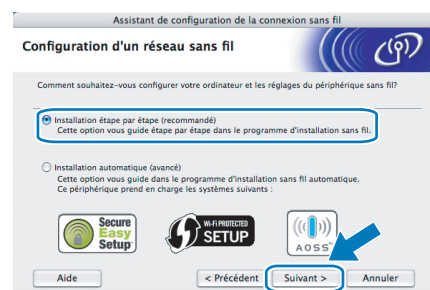 Assistant de configuration de la connexion sans fil
Configuration d'un réseau sans fil
Comment souhaitez-vous configurer votre ordinateur et les réglages du périphérique sans fil?
Installation étape par étape (recommandé)
Cette option vous guide étape par étape dans le programme d'installation sans fil.
Installation automatique (avancé)
Cette option vous guide dans le programme d'installation sans fil automatique.
Ce périphérique prend en charge les systèmes suivants :
Secure
Easy
Setup™
WI-FI PROTECTED
SETUP
AOSS™
Aide
< Précédent
Suivant >
Annuler